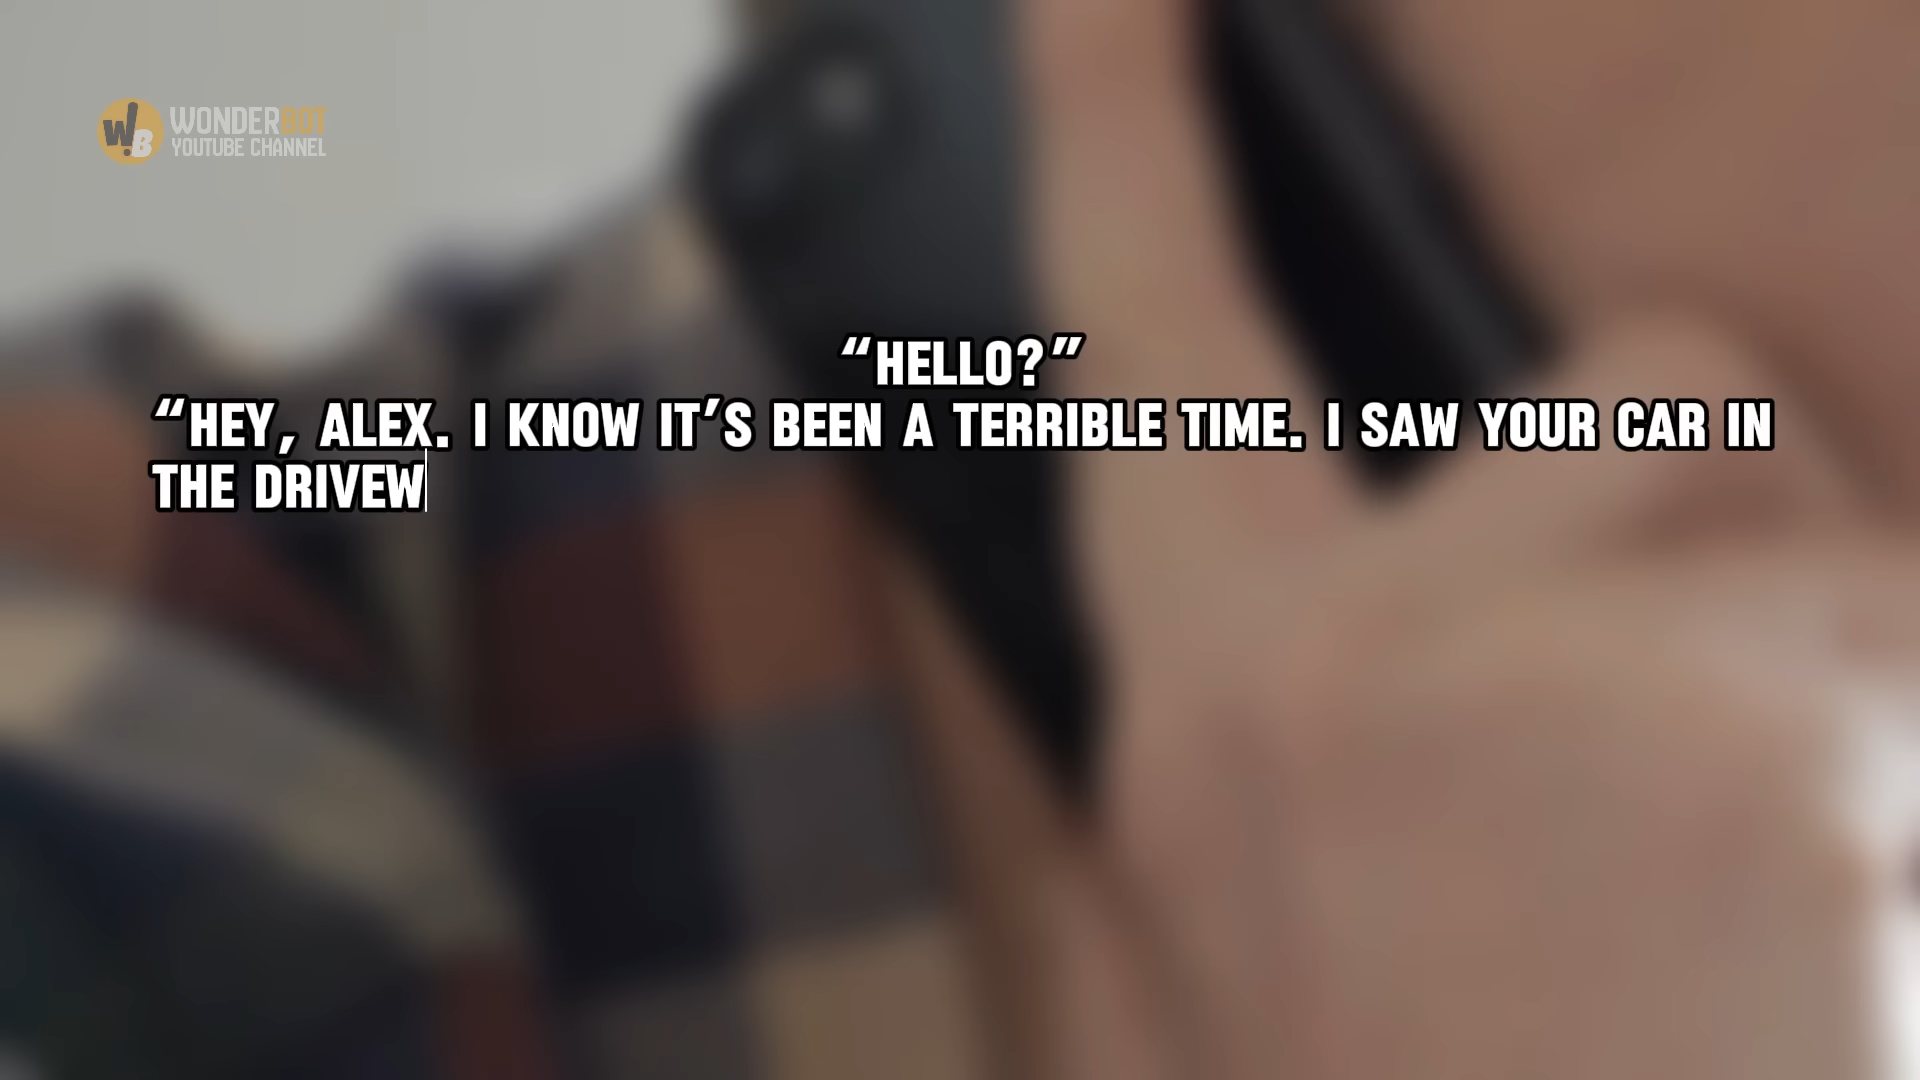 WONDERBOT
YOUTUBE CHANNEL
“HELLO?”
“HEY, ALEX. I KNOW IT’S BEEN A TERRIBLE TIME. I SAW YOUR CAR IN
THE DRIVEW